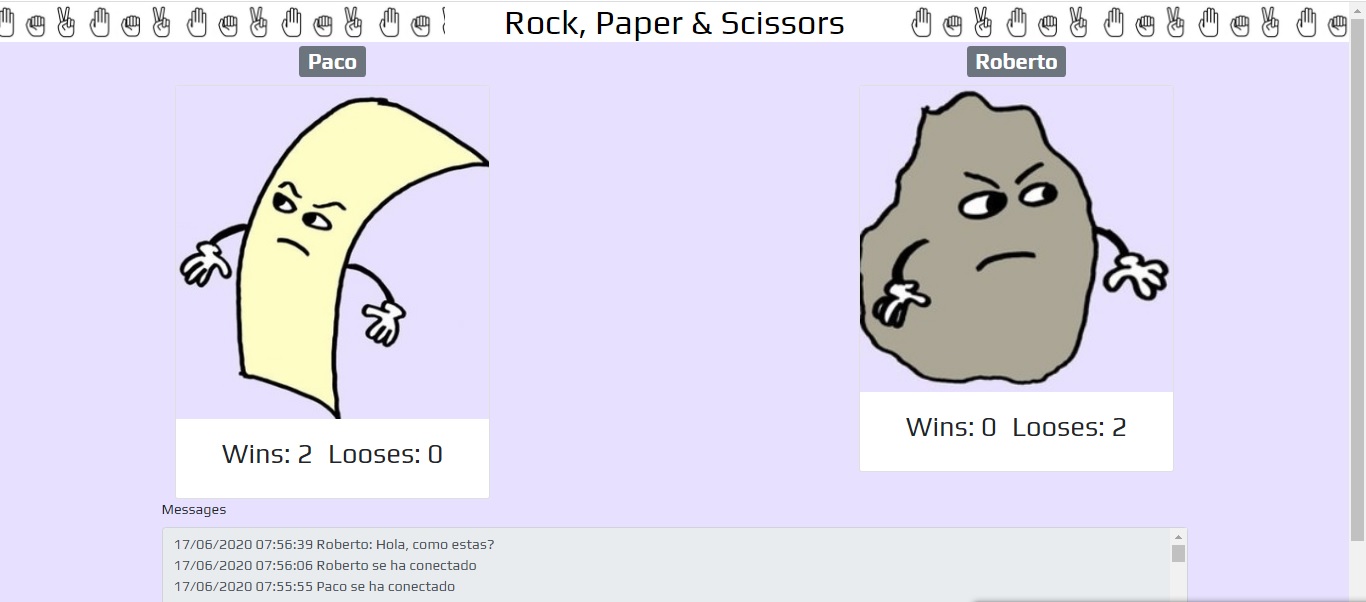 Rock, Paper & Scissors
Paco
Roberto
Wins: 2 Looses: 0
Wins: 0 Looses: 2
Messages
17/06/2020 07:56:39 Roberto: Hola, como estas?
17/06/2020 07:56:06 Roberto se ha conectado
17/06/2020 07:55:55 Paco se ha conectado